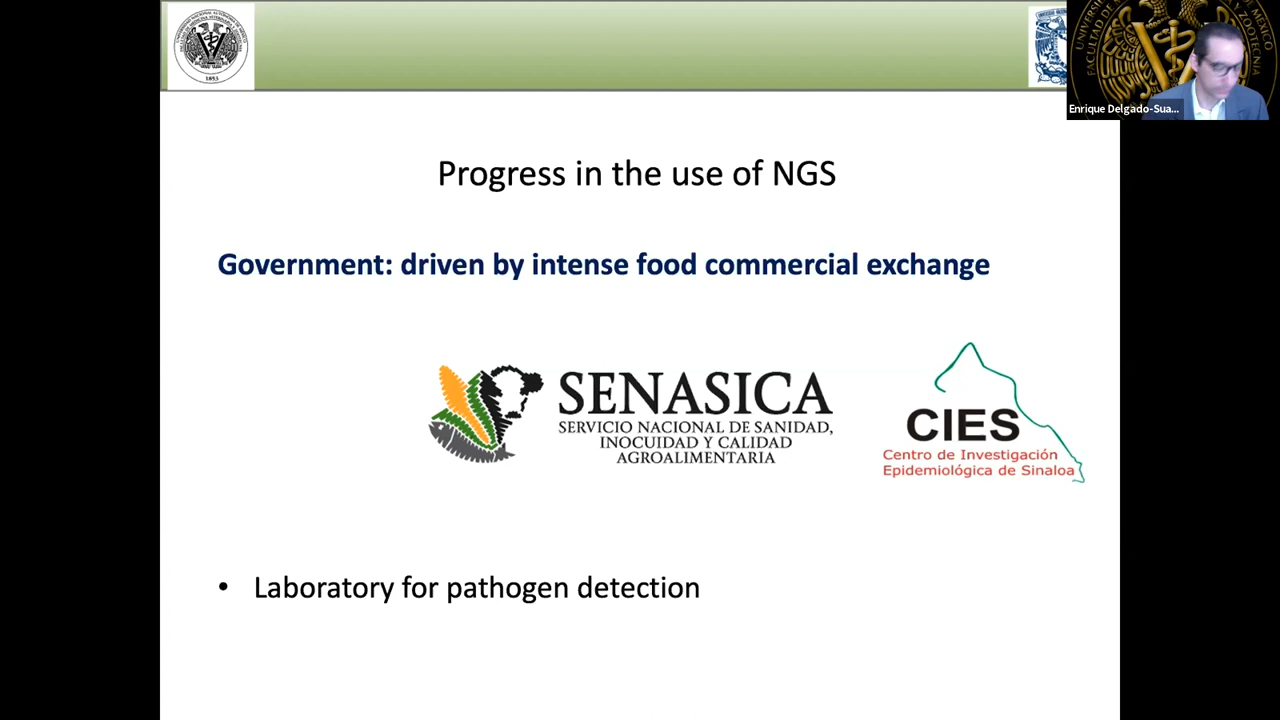 Progress in the use of NGS
Government: driven by intense food commercial exchange
SENASICA
SERVICIO NACIONAL DE SANIDAD,
INOCUIDAD Y CALIDAD
AGROALIMENTARIA
CIES
Centro de Investigación
Epidemiológica de Sinaloa
• Laboratory for pathogen detection
Enrique Delgado-Sua...
1853